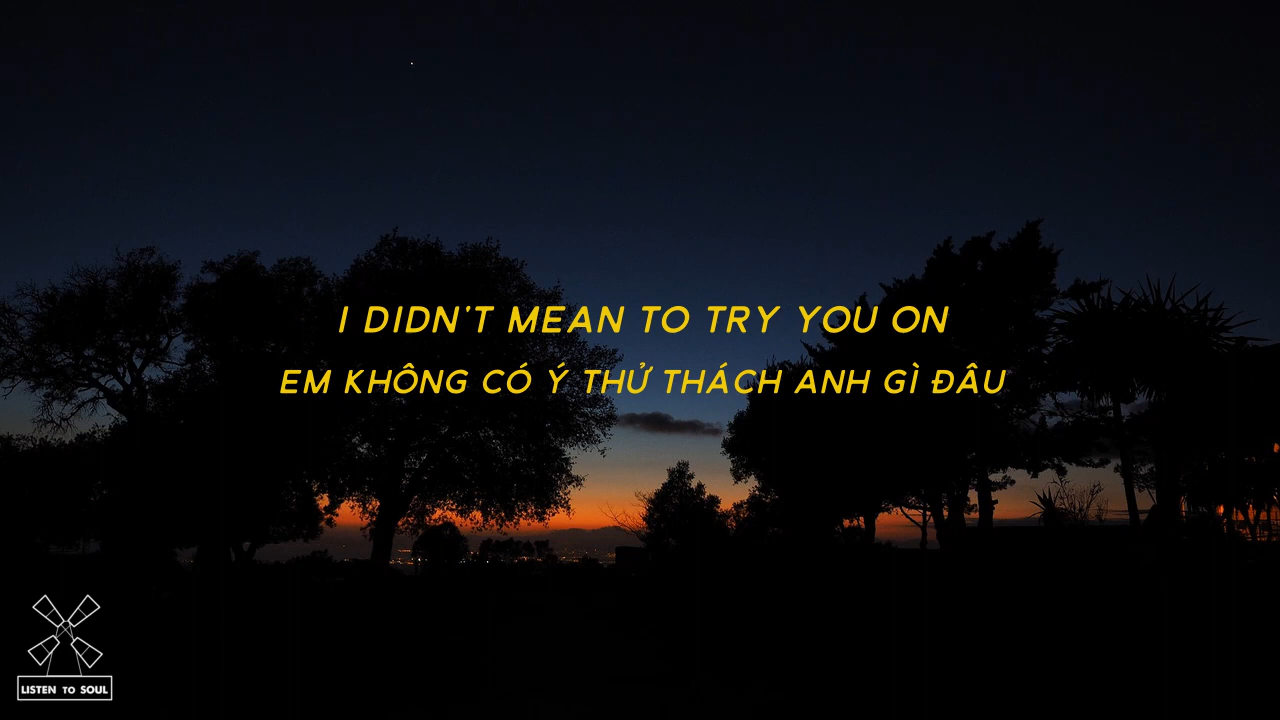 I DIDN'T MEAN TO TRY YOU ON
EM KHÔNG CÓ Ý THỬ THÁCH ANH GÌ ĐÂU
LISTEN TO SOUL